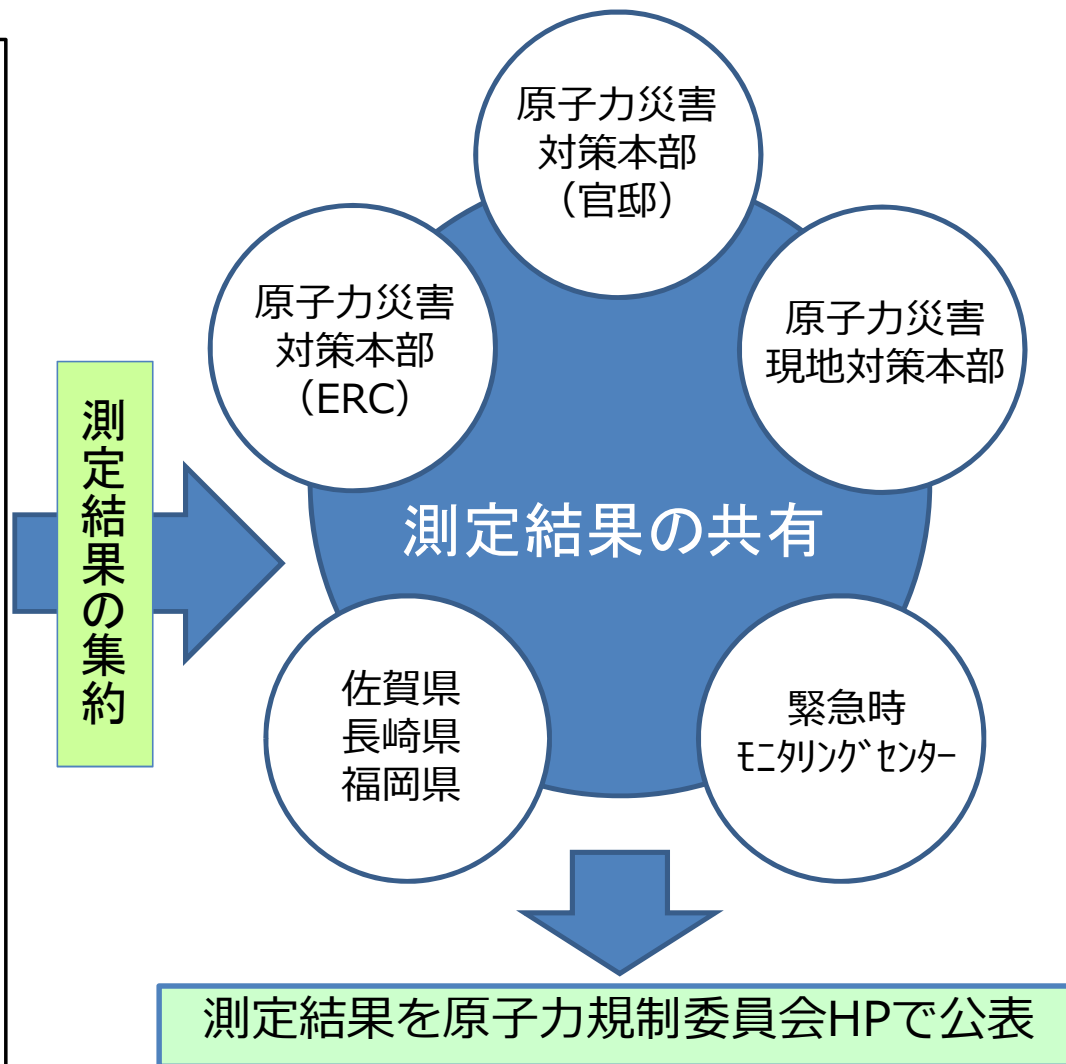 原子力災害
対策本部
（官邸）
原子力災害
対策本部
（ERC）
原子力災害
現地対策本部
測定結果の集約
測定結果の共有
佐賀県
長崎県
福岡県
緊急時
ﾓﾆﾀﾘﾝｸﾞｾﾝﾀｰ
測定結果を原子力規制委員会HPで公表